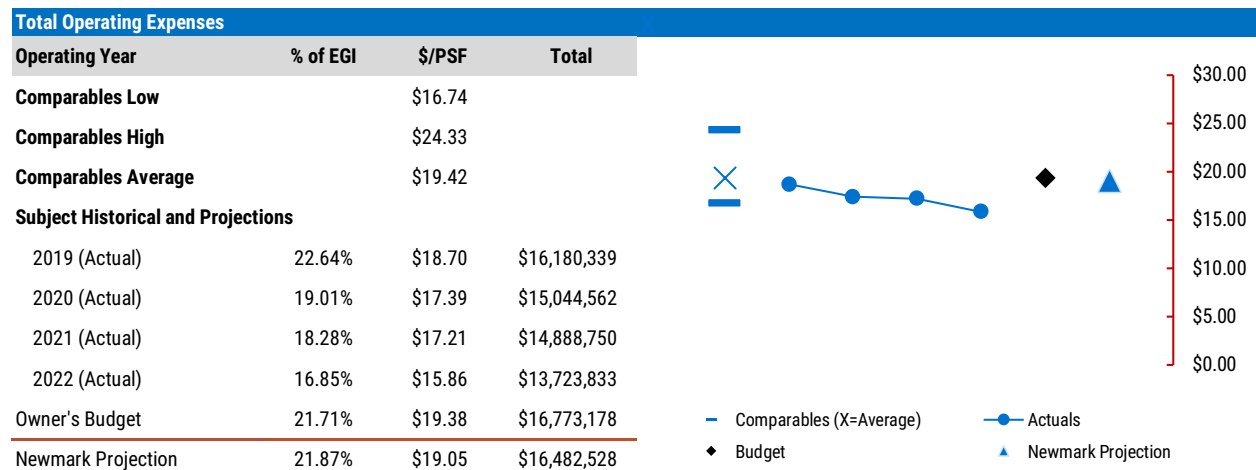 Total Operating Expenses
Operating Year % of EGI $/PSF Total
Comparables Low $16.74
Comparables High $24.33
Comparables Average $19.42
Subject Historical and Projections
2019 (Actual) 22.64% $18.70 $16,180,339
2020 (Actual) 19.01% $17.39 $15,044,562
2021 (Actual) 18.28% $17.21 $14,888,750
2022 (Actual) 16.85% $15.86 $13,723,833
Owner's Budget 21.71% $19.38 $16,773,178
Newmark Projection 21.87% $19.05 $16,482,528
$30.00
$25.00
$20.00
$15.00
$10.00
$5.00
$0.00
Comparables (X=Average) Actuals
Budget Newmark Projection